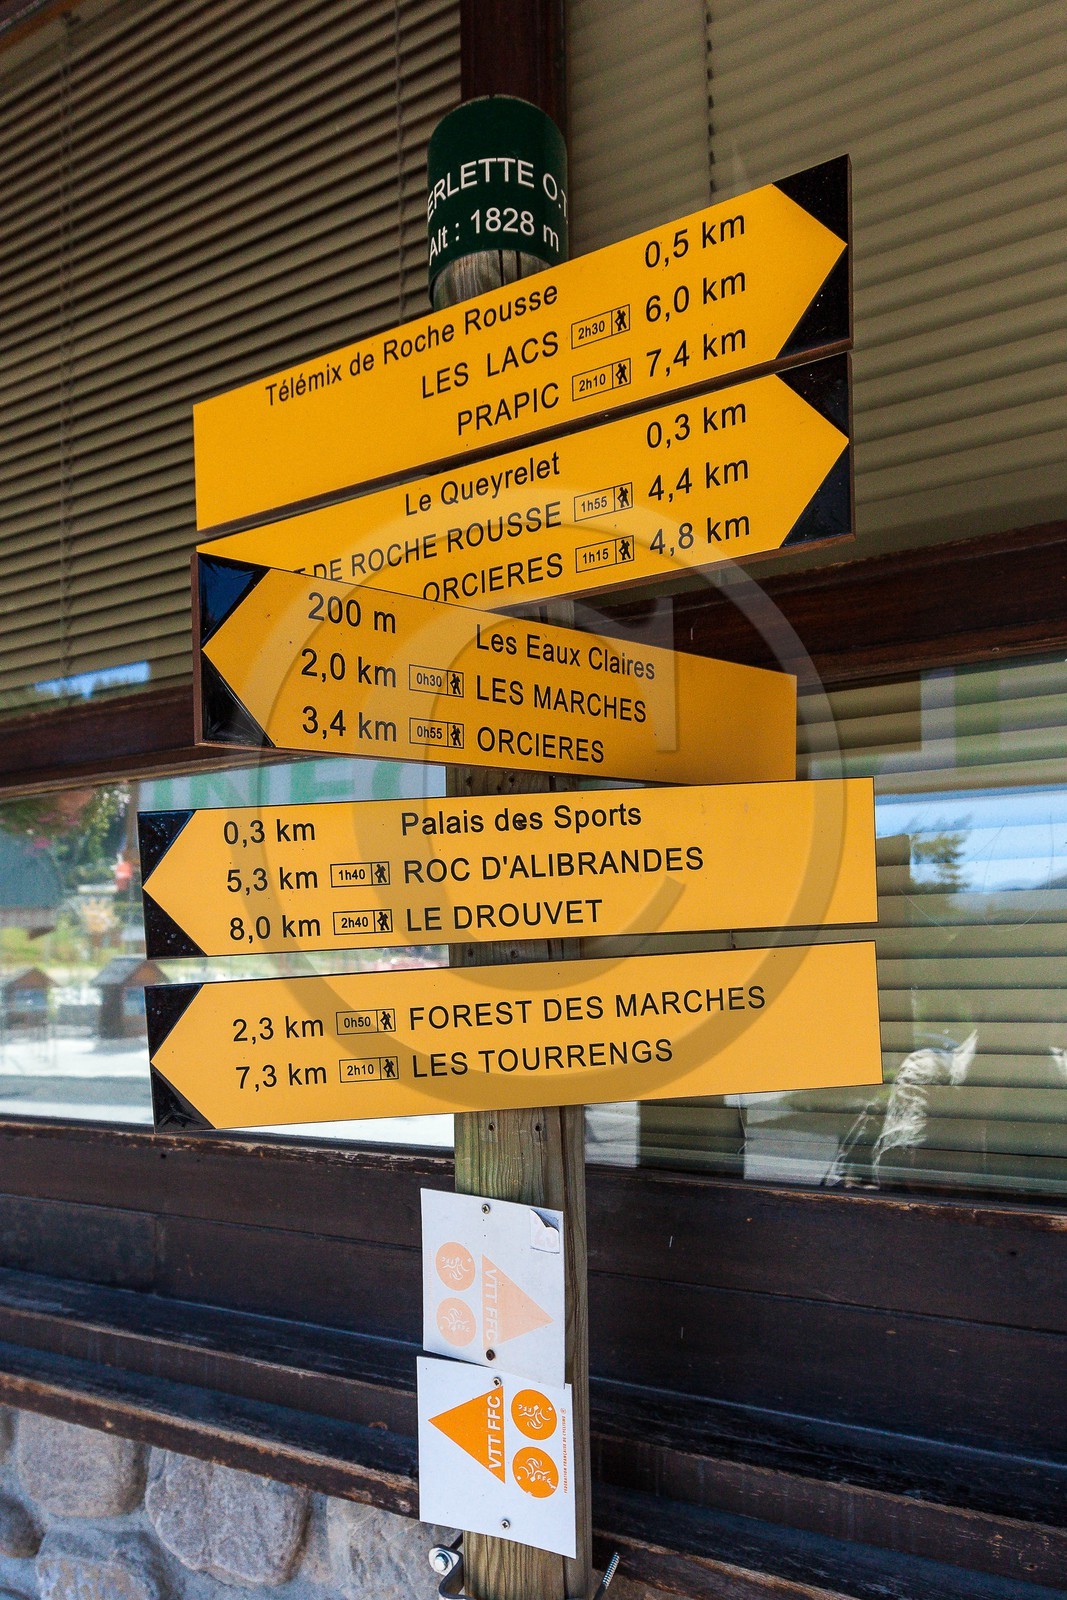 ERLETTE O.T.
Alt : 1828 m
Télémix de Roche Rousse 0,5 km
LES LACS 2h30 6,0 km
PRAPIC 2h10 7,4 km
Le Queyrelet 0,3 km
DE ROCHE ROUSSE 1h55 4,4 km
ORCIERES 1h15 4,8 km
200 m Les Eaux Claires
2,0 km 0h30 LES MARCHES
3,4 km 0h55 ORCIERES
0,3 km Palais des Sports
5,3 km 1h40 ROC D'ALIBRANDES
8,0 km 2h40 LE DROUVET
2,3 km 0h50 FOREST DES MARCHES
7,3 km 2h10 LES TOURRENGS
VTT FFC
VTT FFC